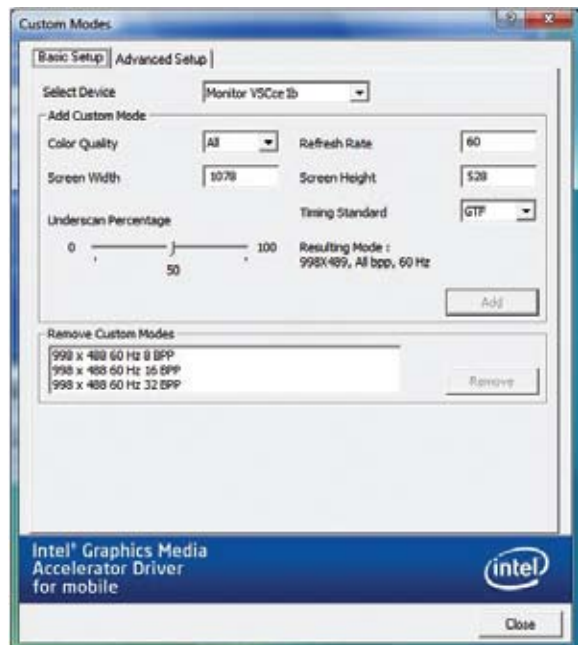 Custom Modes
Basic Setup
Advanced Setup
Select Device
Monitor VSCce1b
Add Custom Mode
Color Quality
All
Refresh Rate
60
Screen Width
1078
Screen Height
528
Underscan Percentage
Timing Standard
GTF
0
100
50
Resulting Mode :
998X489, All bpp, 60 Hz
Add
Remove Custom Modes
998 x 488 60 Hz 8 BPP
998 x 488 60 Hz 16 BPP
998 x 488 60 Hz 32 BPP
Remove
Intel® Graphics Media
Accelerator Driver
for mobile
intel
Close